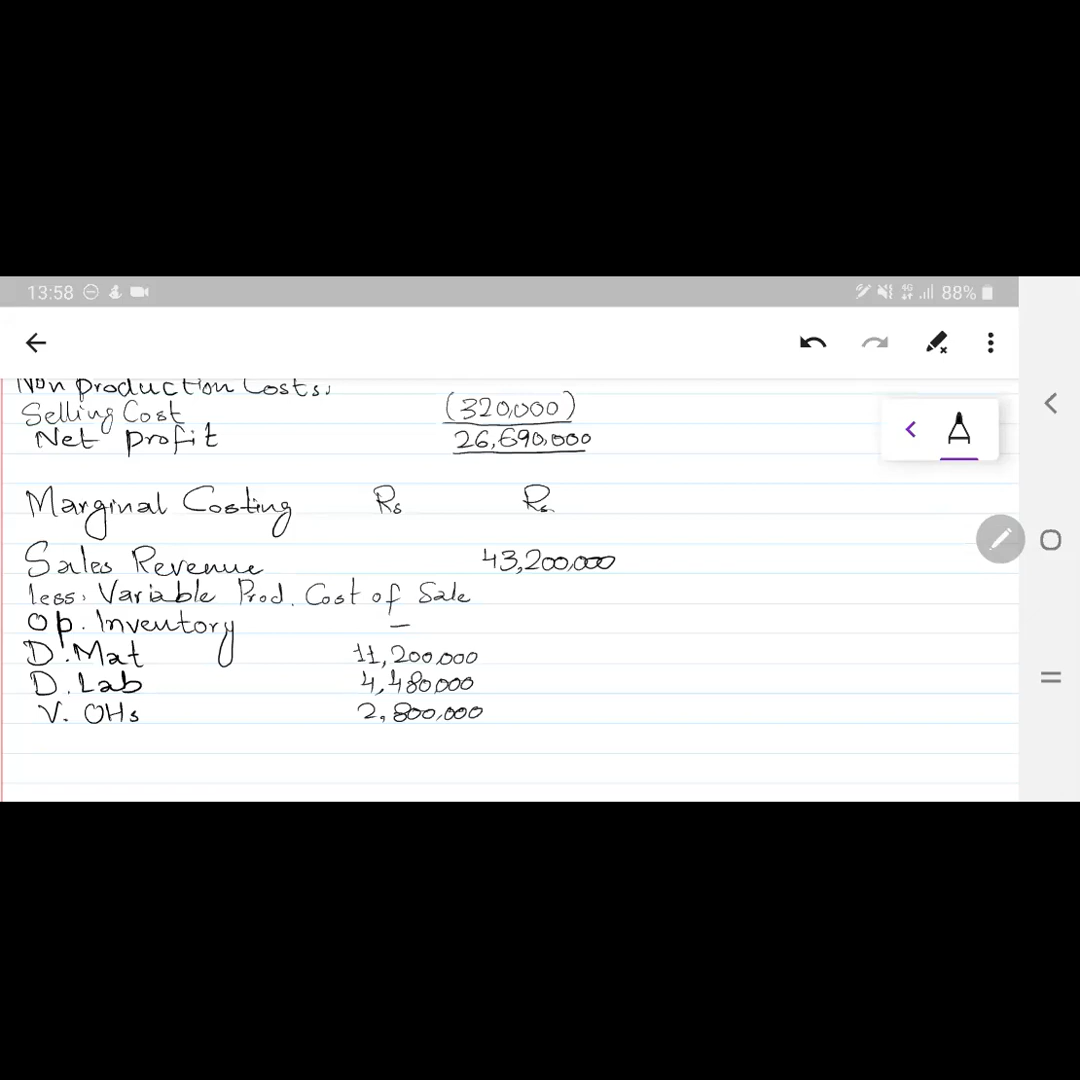 13:58 4G 88%
Non production Costs:
Selling Cost (320,000)
Net profit 26,690,000
Marginal Costing Rs Rs
Sales Revenue 43,200,000
less: Variable Prod. Cost of Sale
Op. Inventory –
D. Mat 11,200,000
D. Lab 4,480,000
V. OHs 2,800,000